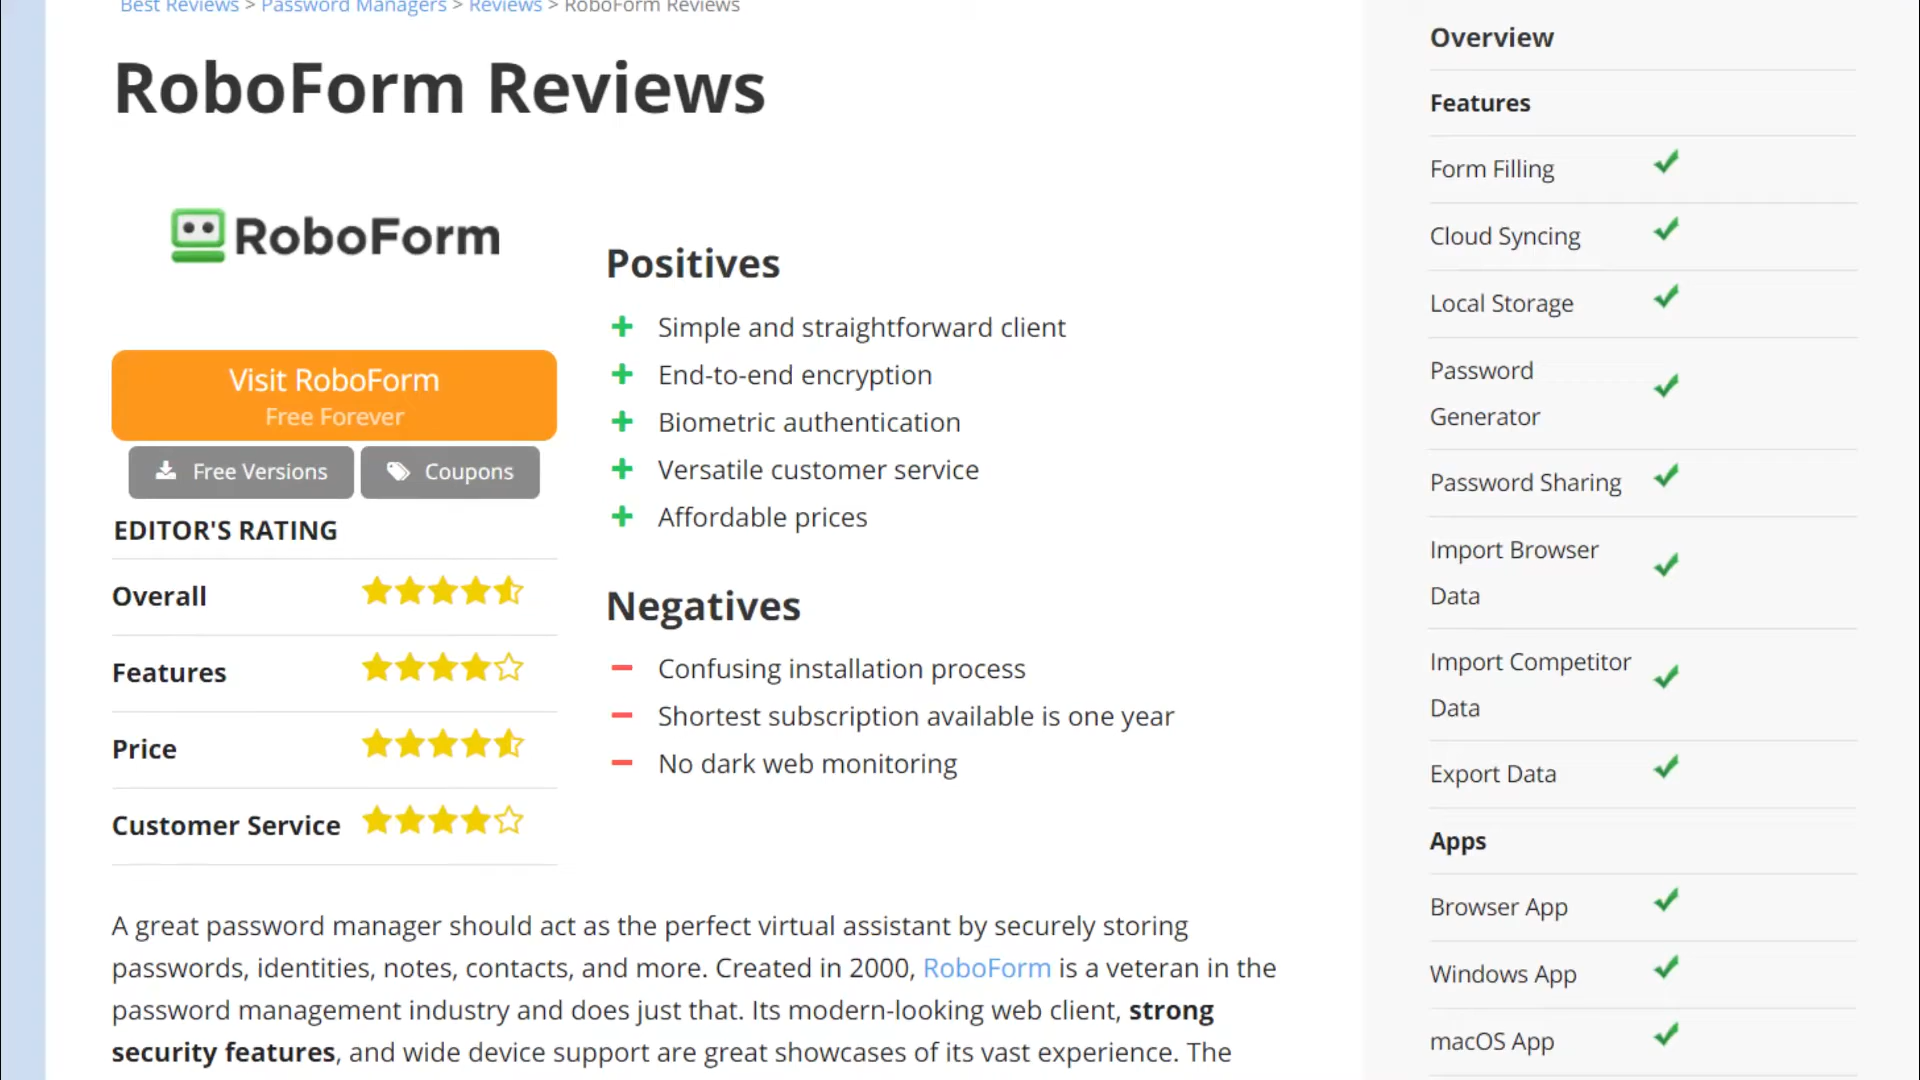 Best Reviews > Password Managers > Reviews > RoboForm Reviews
RoboForm Reviews
RoboForm
Visit RoboForm
Free Forever
Free Versions
Coupons
EDITOR'S RATING
Overall
Features
Price
Customer Service
Positives
Simple and straightforward client
End-to-end encryption
Biometric authentication
Versatile customer service
Affordable prices
Negatives
Confusing installation process
Shortest subscription available is one year
No dark web monitoring
A great password manager should act as the perfect virtual assistant by securely storing
passwords, identities, notes, contacts, and more. Created in 2000, RoboForm is a veteran in the
password management industry and does just that. Its modern-looking web client, strong
security features, and wide device support are great showcases of its vast experience. The
Overview
Features
Form Filling
Cloud Syncing
Local Storage
Password
Generator
Password Sharing
Import Browser
Data
Import Competitor
Data
Export Data
Apps
Browser App
Windows App
macOS App